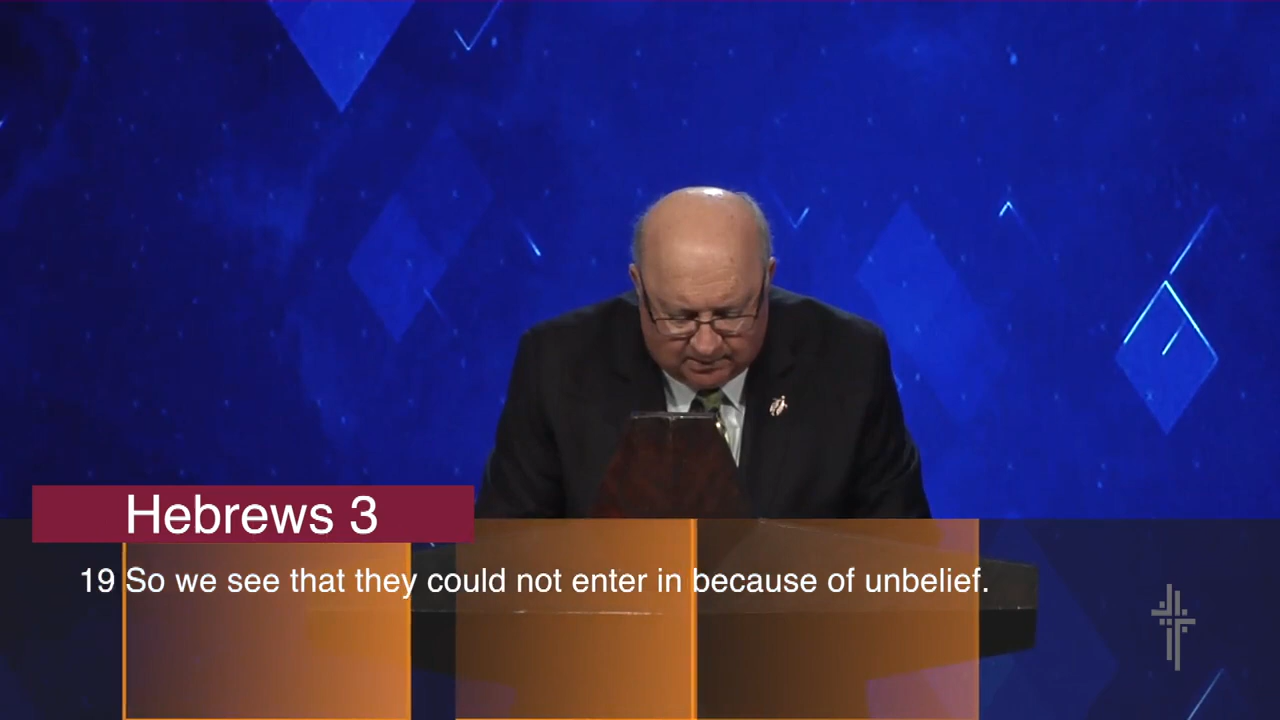 Hebrews 3
19 So we see that they could not enter in because of unbelief.